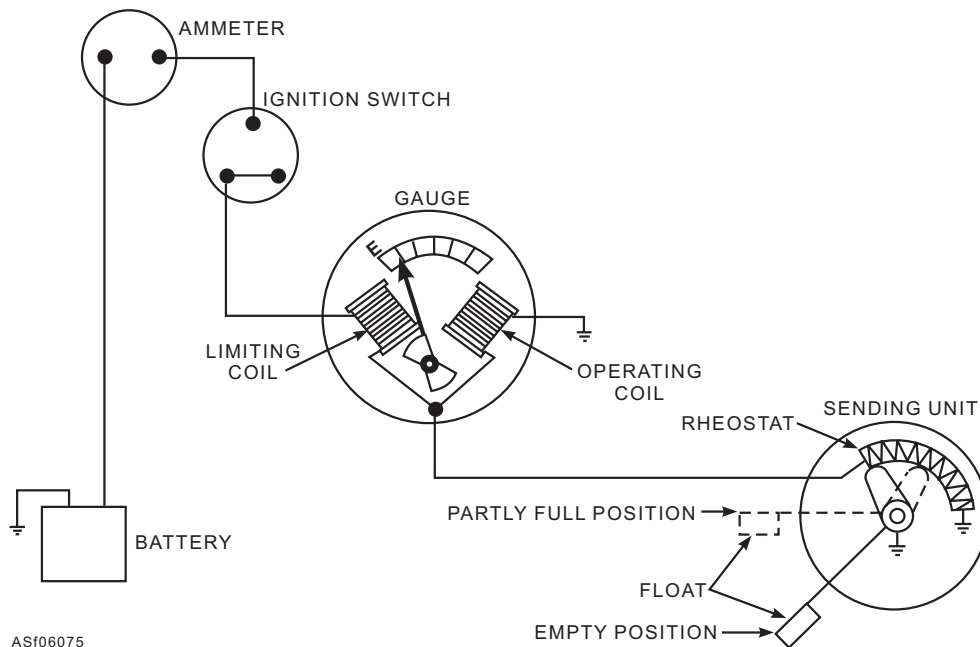 AMMETER
IGNITION SWITCH
GAUGE
E
LIMITING
COIL
OPERATING
COIL
SENDING UNIT
RHEOSTAT
PARTLY FULL POSITION
BATTERY
FLOAT
EMPTY POSITION
ASf06075